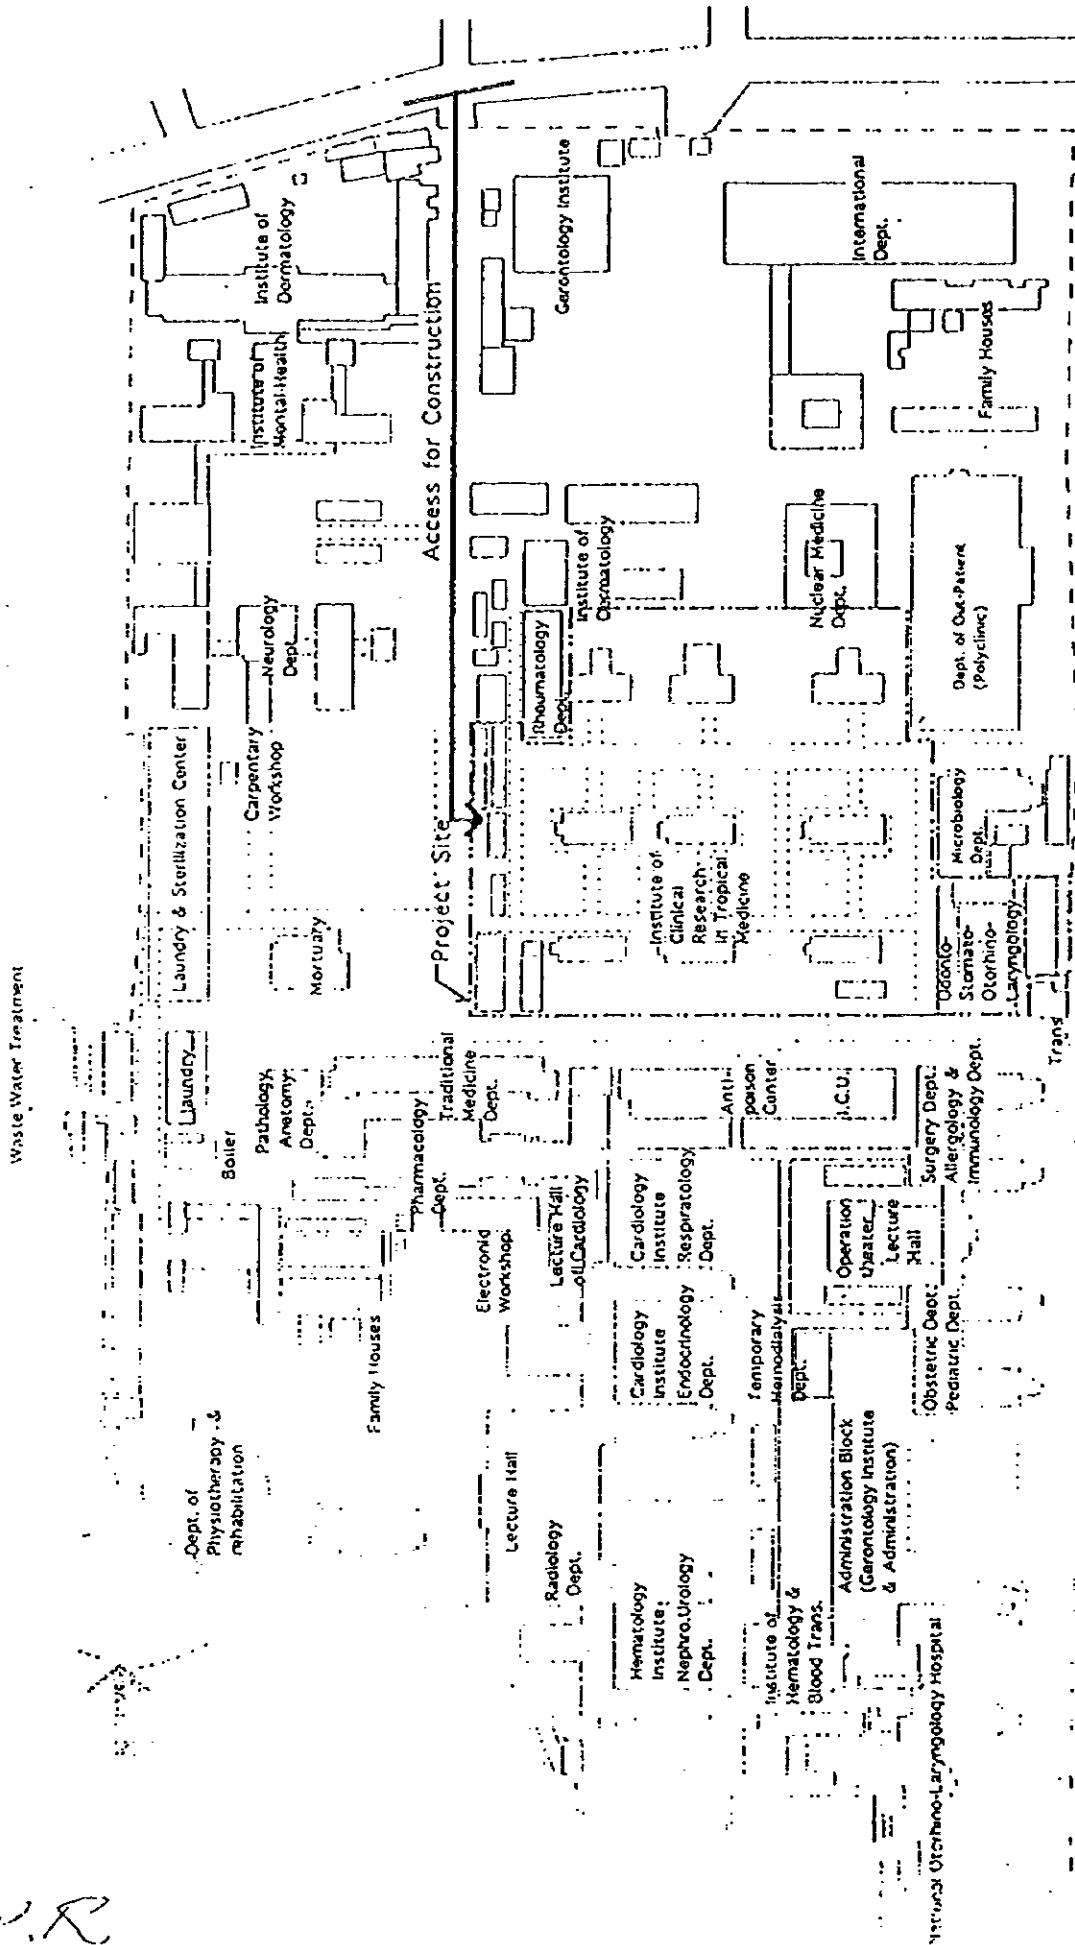 Waste Water Treatment
Dept. of
Physiotherapy &
rehabilitation
Laundry
Boiler
Laundry & Sterilization Center
Pathology,
Anatomy
Dept.
Mortuary
Carpentary
Workshop
Neurology
Dept.
Institute of
Montal Health
Institute of
Dermatology
Family Houses
Pharmacology
Dept.
Traditional
Medicine
Dept.
Project Site
Access for Construction
Lecture Hall
Electronid
Workshop
Radiology
Dept.
Lecture Hall
of Cardiology
Rhoumatology
Dept.
Institute of
Dermatology
Gerontology Institute
Hematology
Institute
Nephro.Urology
Dept.
Cardiology
Institute
Endocrinology
Dept.
Cardiology
Institute
Respiratology
Dept.
Anti-
poison
Center
I.C.U.
Institute of
Clinical
Research
in Tropical
Medicine
Nuclear Medicine
Dept.
International
Dept.
Institute of
Hematology &
Blood Trans.
Temporary
Hemodialysis
Dept.
Operation
theater
Lecture
Hall
Administration Block
(Gerontology Institute
& Administration)
Obstetric Dept.
Pediatric Dept.
Surgery Dept.
Allergology &
Immunology Dept.
Odonto-
Stomato-
Otorhino-
Laryngology
Microbiology
Dept.
Dept. of Out-Patient
(Polyclinic)
Family Houses
National Otorhino-Laryngology Hospital
Trans